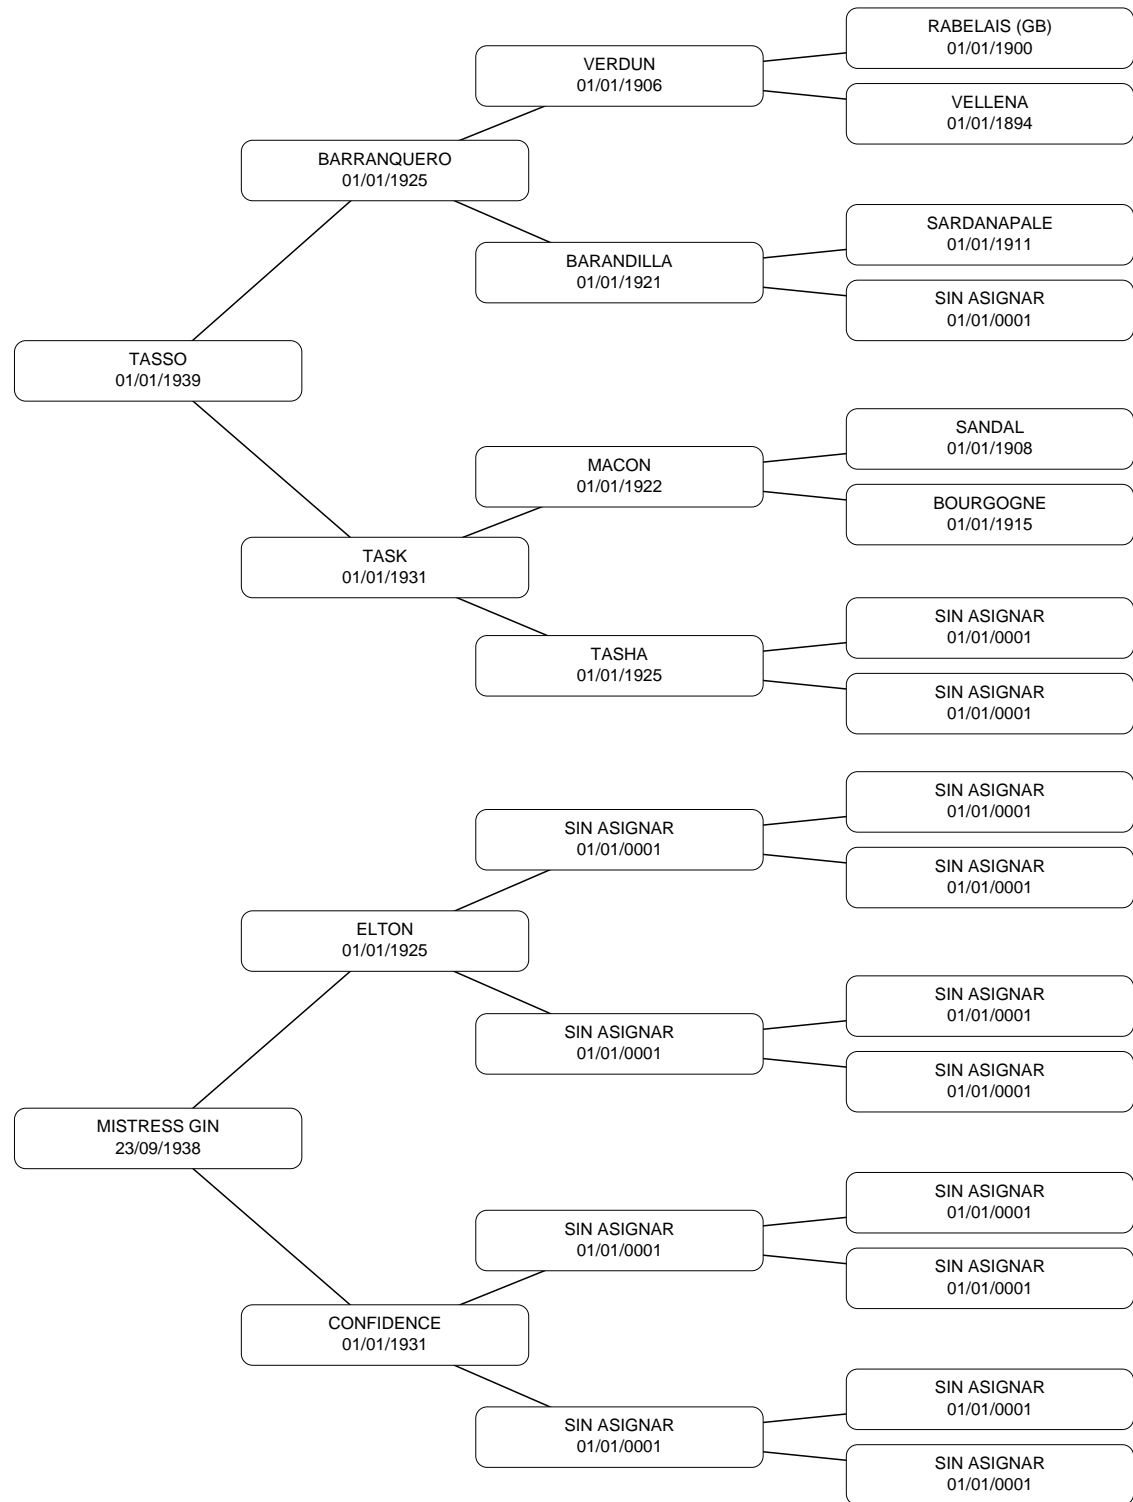 RABELAIS (GB)
01/01/1900
VERDUN
01/01/1906
VELLENA
01/01/1894
BARRANQUERO
01/01/1925
SARDANAPALE
01/01/1911
BARANDILLA
01/01/1921
SIN ASIGNAR
01/01/0001
TASSO
01/01/1939
SANDAL
01/01/1908
MACON
01/01/1922
BOURGOGNE
01/01/1915
TASK
01/01/1931
SIN ASIGNAR
01/01/0001
TASHA
01/01/1925
SIN ASIGNAR
01/01/0001
SIN ASIGNAR
01/01/0001
SIN ASIGNAR
01/01/0001
SIN ASIGNAR
01/01/0001
ELTON
01/01/1925
SIN ASIGNAR
01/01/0001
SIN ASIGNAR
01/01/0001
SIN ASIGNAR
01/01/0001
MISTRESS GIN
23/09/1938
SIN ASIGNAR
01/01/0001
SIN ASIGNAR
01/01/0001
SIN ASIGNAR
01/01/0001
CONFIDENCE
01/01/1931
SIN ASIGNAR
01/01/0001
SIN ASIGNAR
01/01/0001
SIN ASIGNAR
01/01/0001